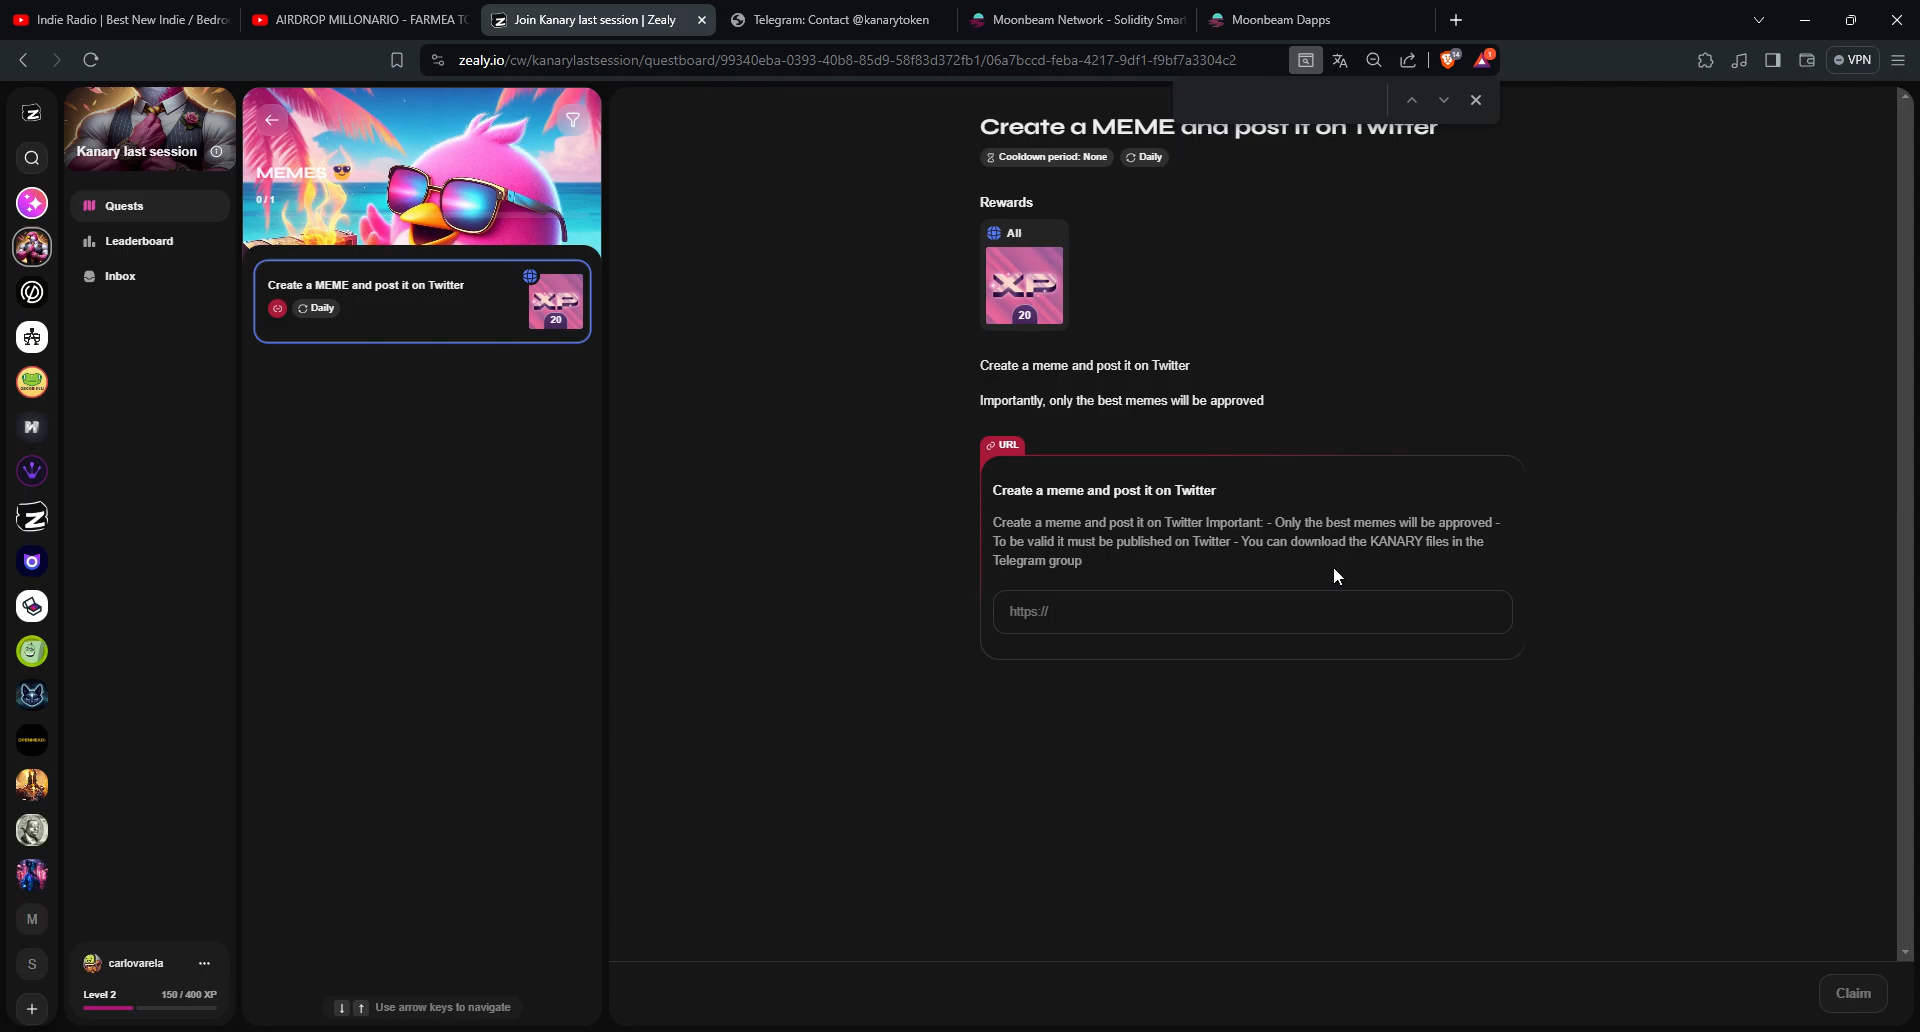 Indie Radio | Best New Indie / Bedro
AIRDROP MILLONARIO - FARMEA TO
Join Kanary last session | Zealy
Telegram: Contact @kanarytoken
Moonbeam Network - Solidity Smar
Moonbeam Dapps
zealy.io/cw/kanarylastsession/questboard/99340eba-0393-40b8-85d9-58f83d372fb1/06a7bccd-feba-4217-9df1-f9bf7a3304c2
14
1
VPN
Kanary last session
Quests
Leaderboard
Inbox
MEMES 😎
0/1
Create a MEME and post it on Twitter
Daily
XP
20
Create a MEME and post it on Twitter
Cooldown period: None
Daily
Rewards
All
XP
20
Create a meme and post it on Twitter
Importantly, only the best memes will be approved
URL
Create a meme and post it on Twitter
Create a meme and post it on Twitter Important: - Only the best memes will be approved -
To be valid it must be published on Twitter - You can download the KANARY files in the
Telegram group
https://
OPENHEAD
M
S
carlovarela
Level 2
150 / 400 XP
Use arrow keys to navigate
Claim